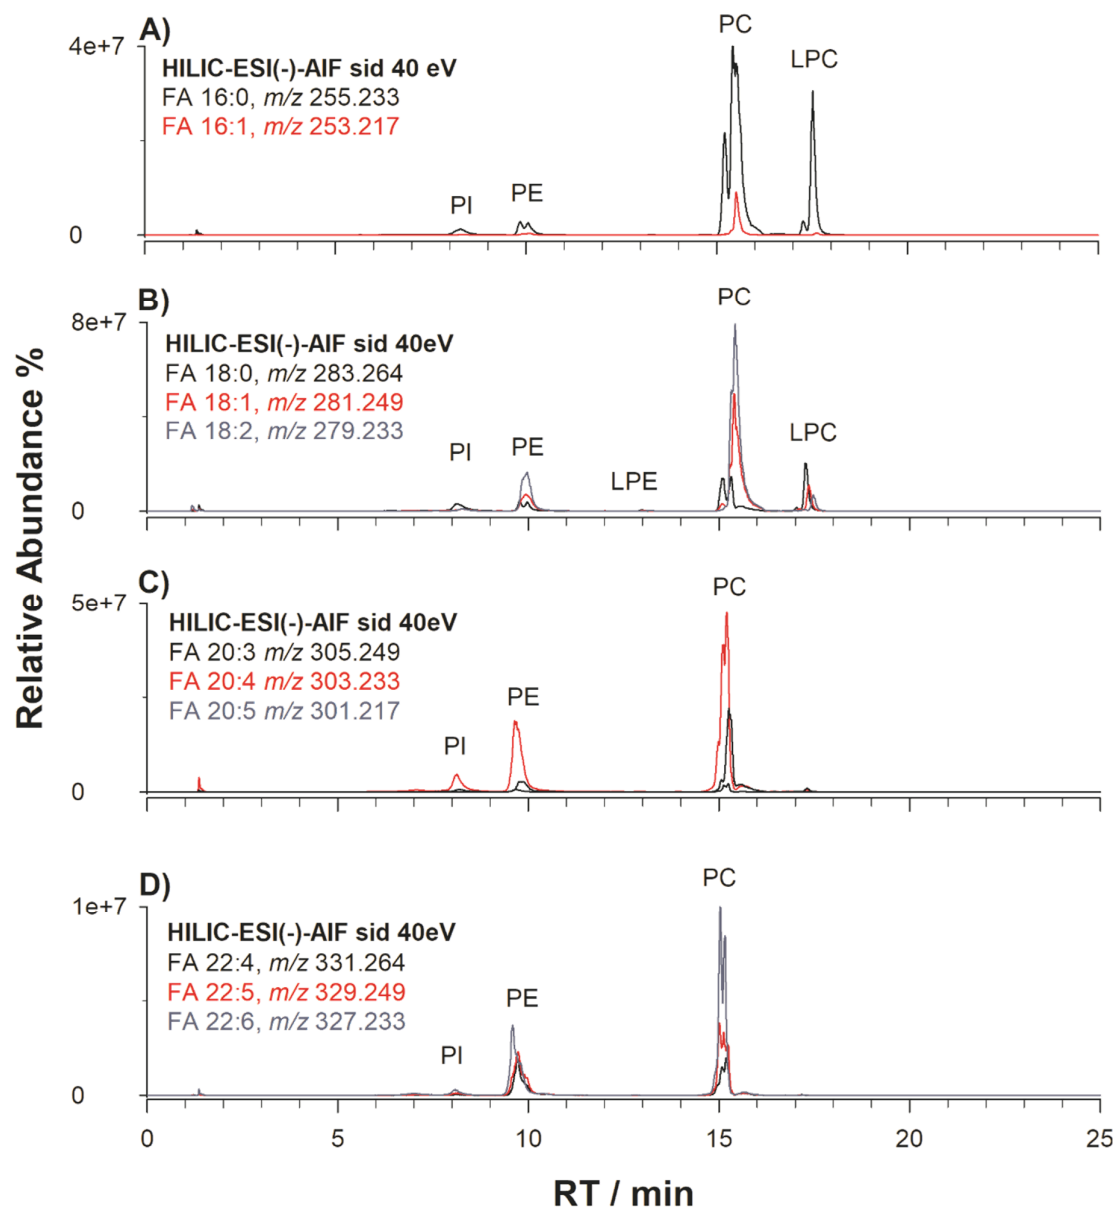 A)
PC
4e+7
LPC
HILIC-ESI(-)-AIF sid 40 eV
FA 16:0, m/z 255.233
FA 16:1, m/z 253.217
PI
PE
0
B)
PC
8e+7
HILIC-ESI(-)-AIF sid 40eV
FA 18:0, m/z 283.264
FA 18:1, m/z 281.249
FA 18:2, m/z 279.233
PI
PE
LPE
LPC
0
C)
PC
5e+7
HILIC-ESI(-)-AIF sid 40eV
FA 20:3 m/z 305.249
FA 20:4 m/z 303.233
FA 20:5 m/z 301.217
PI
PE
0
D)
PC
1e+7
HILIC-ESI(-)-AIF sid 40eV
FA 22:4, m/z 331.264
FA 22:5, m/z 329.249
FA 22:6, m/z 327.233
PI
PE
0
0 5 10 15 20 25
RT / min
Relative Abundance %